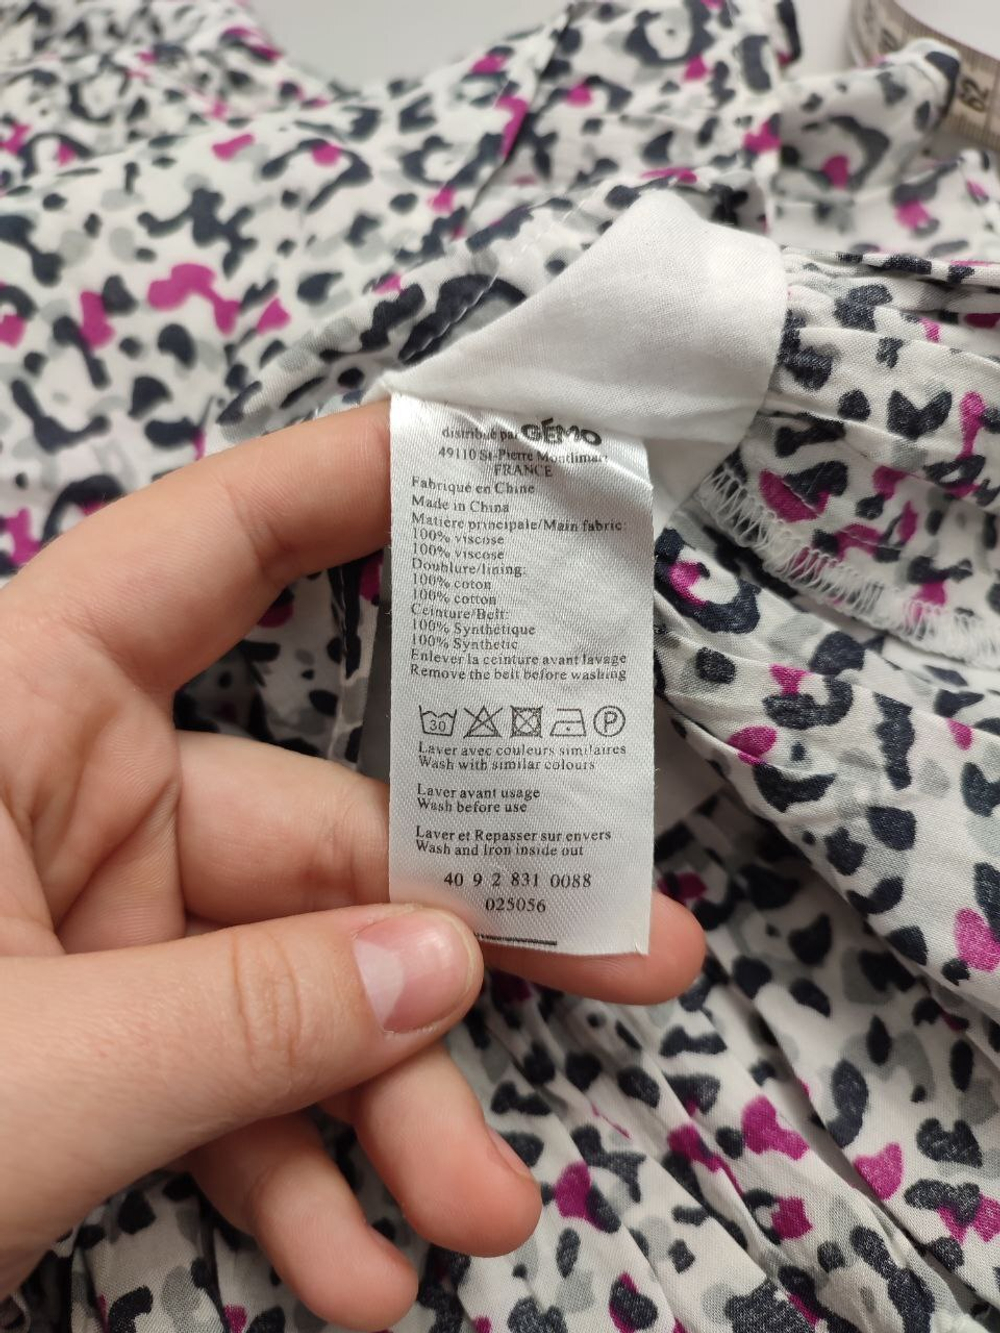 distribué par GÉMO
49110 St-Pierre Montlimart
FRANCE
Fabriqué en Chine
Made in China
Matière principale/Main fabric:
100% viscose
100% viscose
Doublure/lining:
100% coton
100% cotton
Ceinture/Belt:
100% Synthétique
100% Synthetic
Enlever la ceinture avant lavage
Remove the belt before washing
30 P
Laver avec couleurs similaires
Wash with similar colours
Laver avant usage
Wash before use
Laver et Repasser sur envers
Wash and Iron inside out
40 9 2 831 0088
025056
62